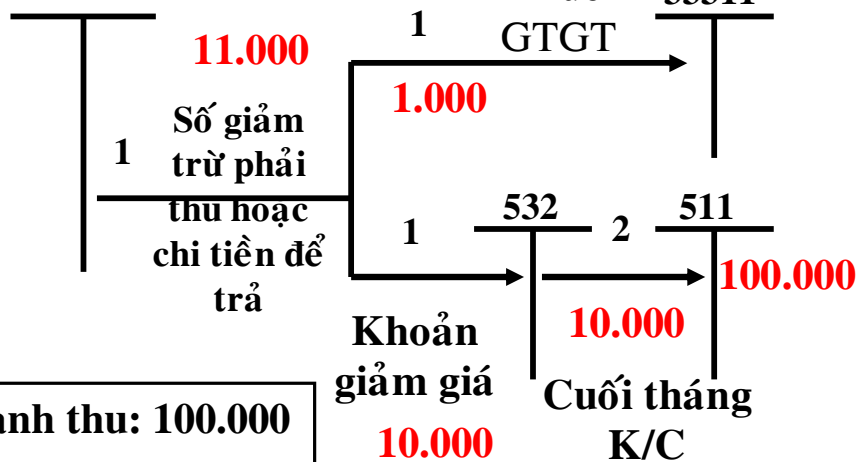 1
GTGT
11.000
1.000
Số giảm
trừ phải
thu hoặc
chi tiền để
trả
1
1
532
2
511
100.000
10.000
Khoản
giảm giá
10.000
Cuối tháng
K/C
anh thu: 100.000